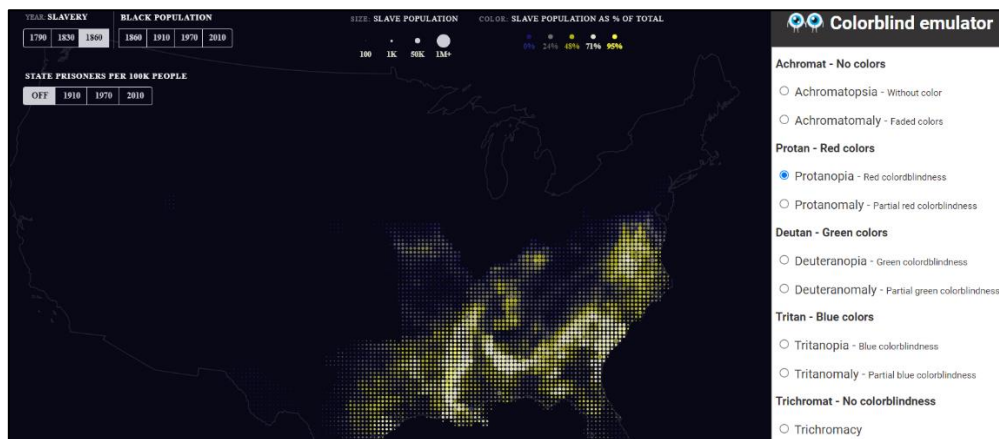 YEAR: SLAVERY
1790 1830 1860
BLACK POPULATION
1860 1910 1970 2010
STATE PRISONERS PER 100K PEOPLE
OFF 1910 1970 2010
SIZE: SLAVE POPULATION
100 1K 50K 1M+
COLOR: SLAVE POPULATION AS % OF TOTAL
0% 24% 48% 71% 95%
Colorblind emulator
Achromat - No colors
Achromatopsia - Without color
Achromatomaly - Faded colors
Protan - Red colors
Protanopia - Red colordblindness
Protanomaly - Partial red colorblindness
Deutan - Green colors
Deuteranopia - Green colordblindness
Deuteranomaly - Partial green colorblindness
Tritan - Blue colors
Tritanopia - Blue colorblindness
Tritanomaly - Partial blue colorblindness
Trichromat - No colorblindness
Trichromacy